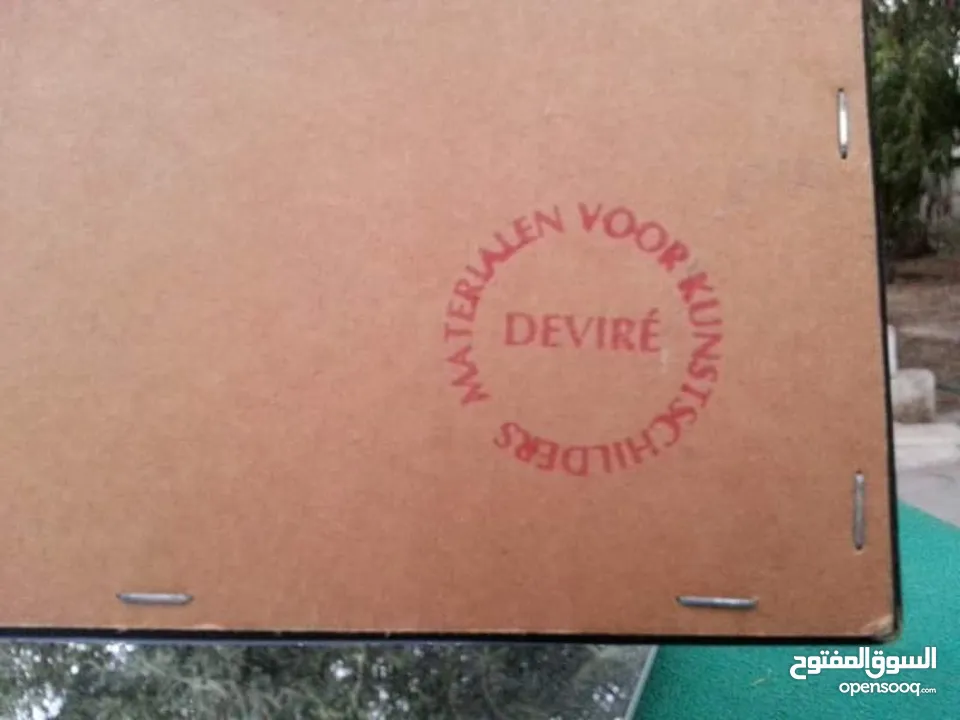 MATERIALEN VOOR KUNSTSCHILDERS
DEVIRÉ
السوق المفتوح
opensooq.com